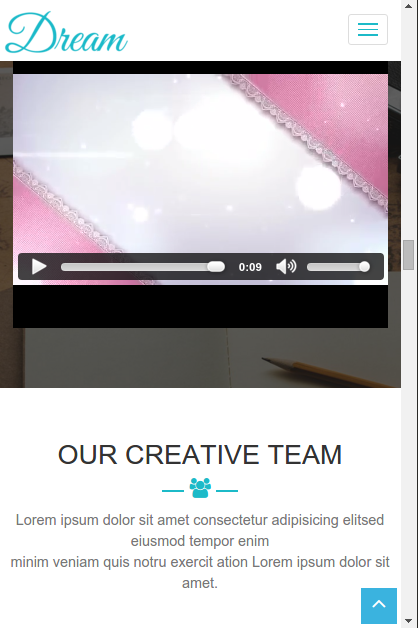 Dream
0:09
OUR CREATIVE TEAM
Lorem ipsum dolor sit amet consectetur adipisicing elitsed
eiusmod tempor enim
minim veniam quis notru exercit ation Lorem ipsum dolor sit
amet.